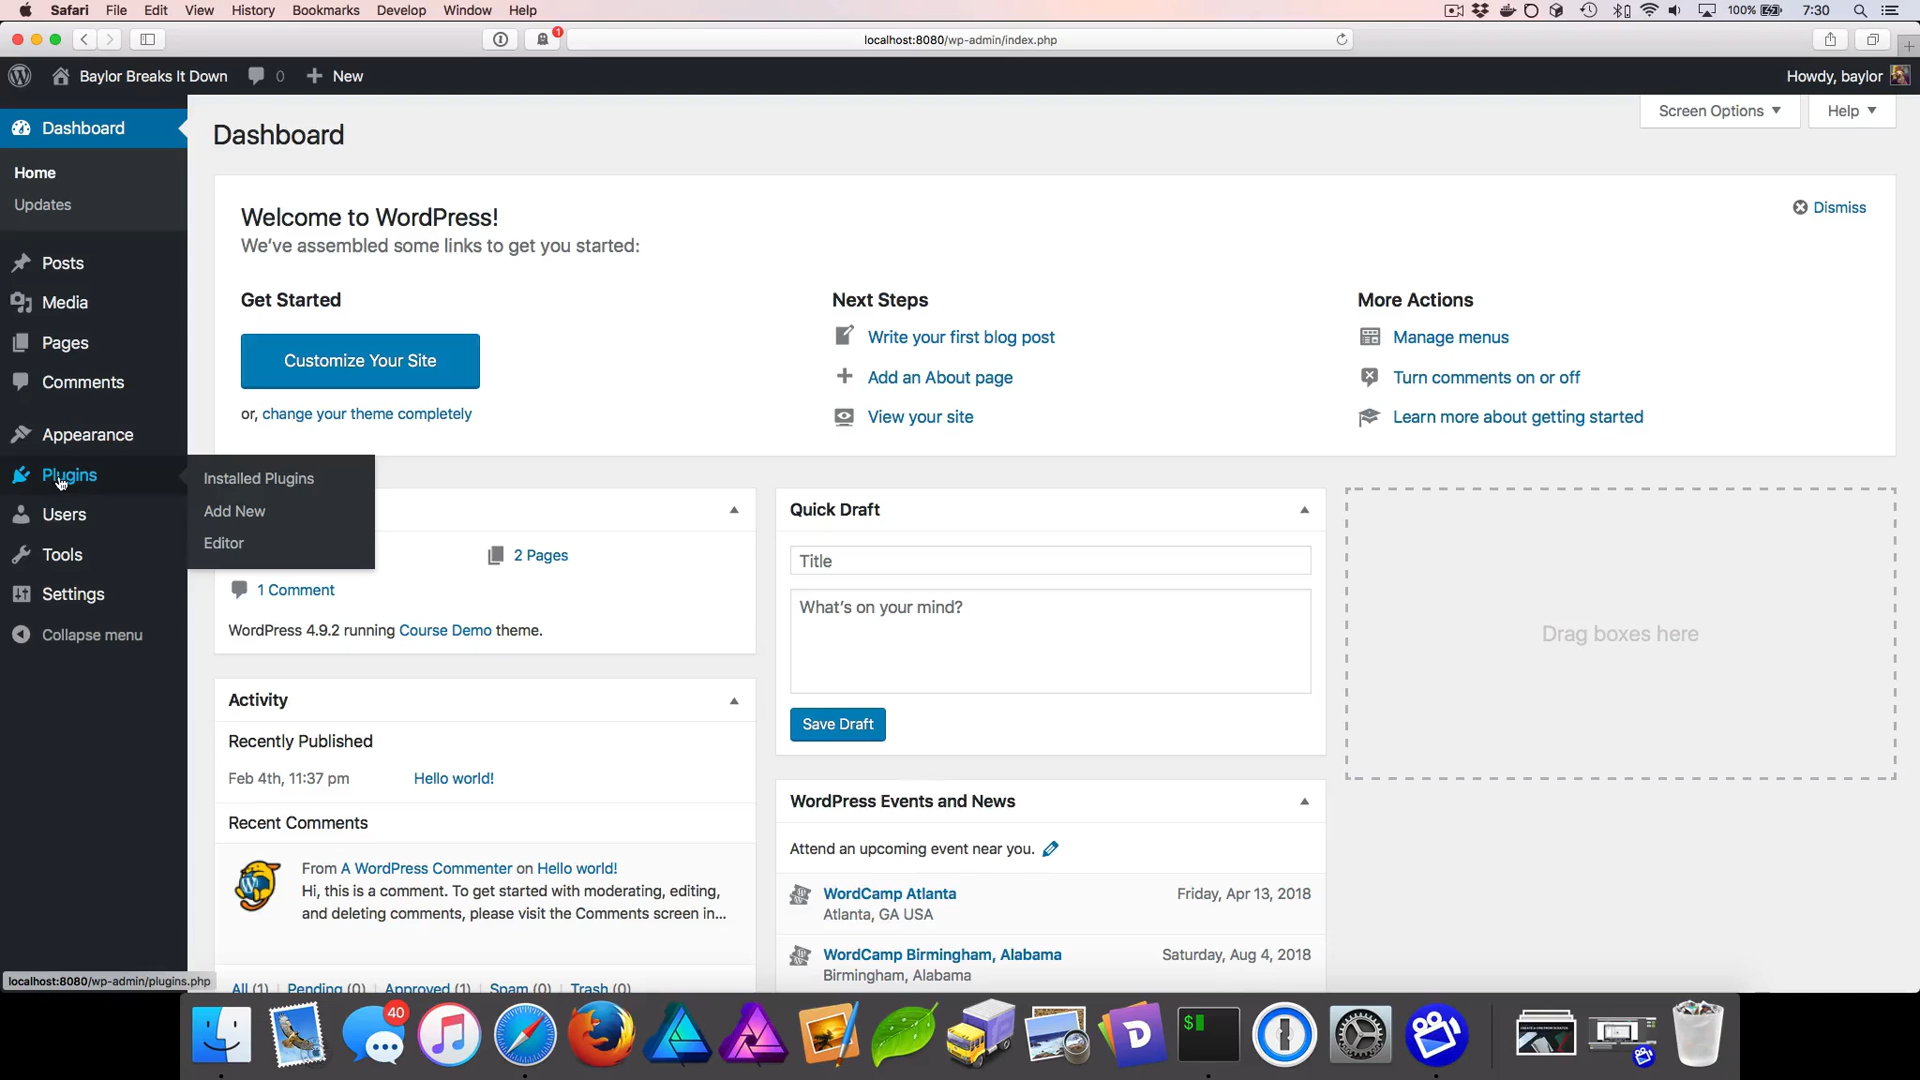 Safari File Edit View History Bookmarks Develop Window Help
100% 7:30
1
localhost:8080/wp-admin/index.php
Baylor Breaks It Down 0 New
Howdy, baylor
Dashboard
Home
Updates
Posts
Media
Pages
Comments
Appearance
Plugins
Users
Tools
Settings
Collapse menu
Installed Plugins
Add New
Editor
Screen Options
Help
Dashboard
Welcome to WordPress!
We've assembled some links to get you started:
Dismiss
Get Started
Customize Your Site
or, change your theme completely
Next Steps
Write your first blog post
Add an About page
View your site
More Actions
Manage menus
Turn comments on or off
Learn more about getting started
2 Pages
1 Comment
WordPress 4.9.2 running Course Demo theme.
Activity
Recently Published
Feb 4th, 11:37 pm Hello world!
Recent Comments
From A WordPress Commenter on Hello world!
Hi, this is a comment. To get started with moderating, editing,
and deleting comments, please visit the Comments screen in...
All (1) Pending (0) Approved (1) Spam (0) Trash (0)
Quick Draft
Title
What's on your mind?
Save Draft
WordPress Events and News
Attend an upcoming event near you.
WordCamp Atlanta Friday, Apr 13, 2018
Atlanta, GA USA
WordCamp Birmingham, Alabama Saturday, Aug 4, 2018
Birmingham, Alabama
Drag boxes here
localhost:8080/wp-admin/plugins.php
40
D
$